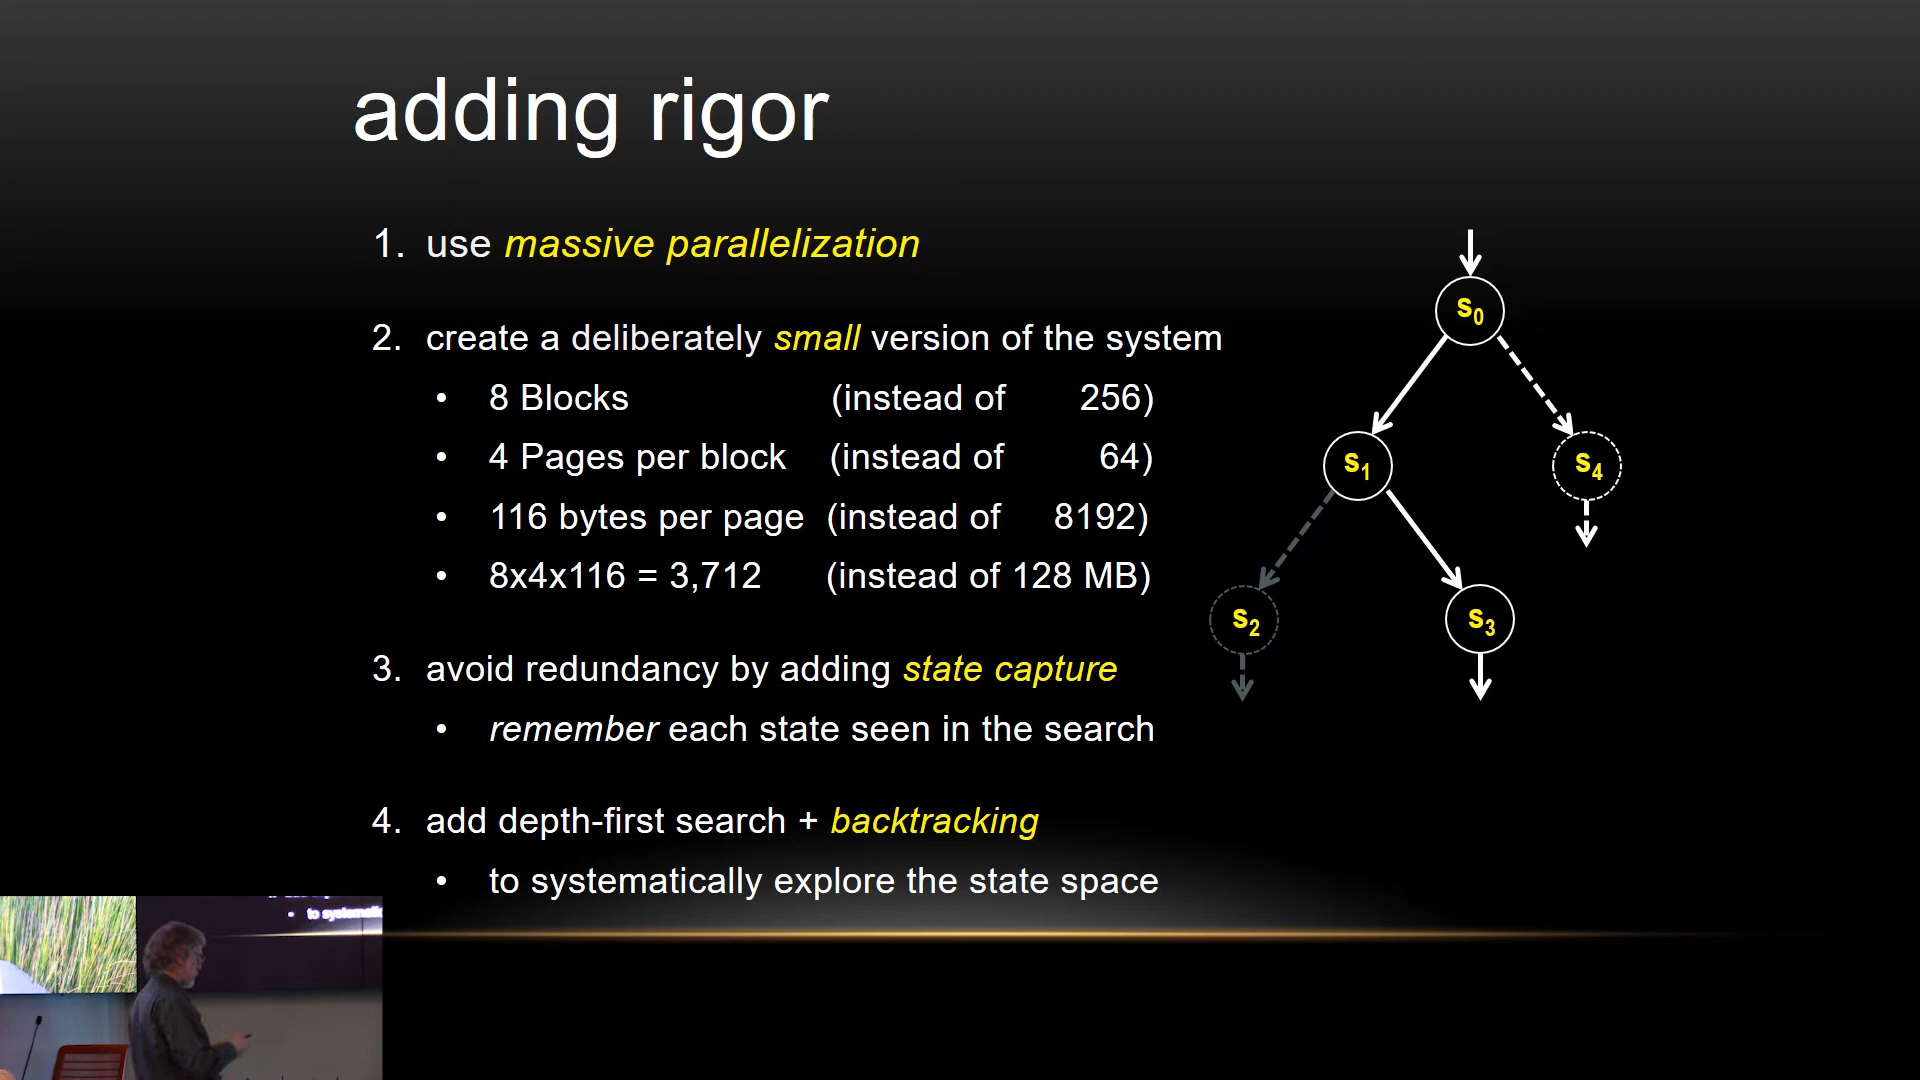 adding rigor
1. use massive parallelization
2. create a deliberately small version of the system
• 8 Blocks (instead of 256)
• 4 Pages per block (instead of 64)
• 116 bytes per page (instead of 8192)
• 8x4x116 = 3,712 (instead of 128 MB)
3. avoid redundancy by adding state capture
• remember each state seen in the search
4. add depth-first search + backtracking
• to systematically explore the state space
s0
s1
s4
s2
s3
• to systematic